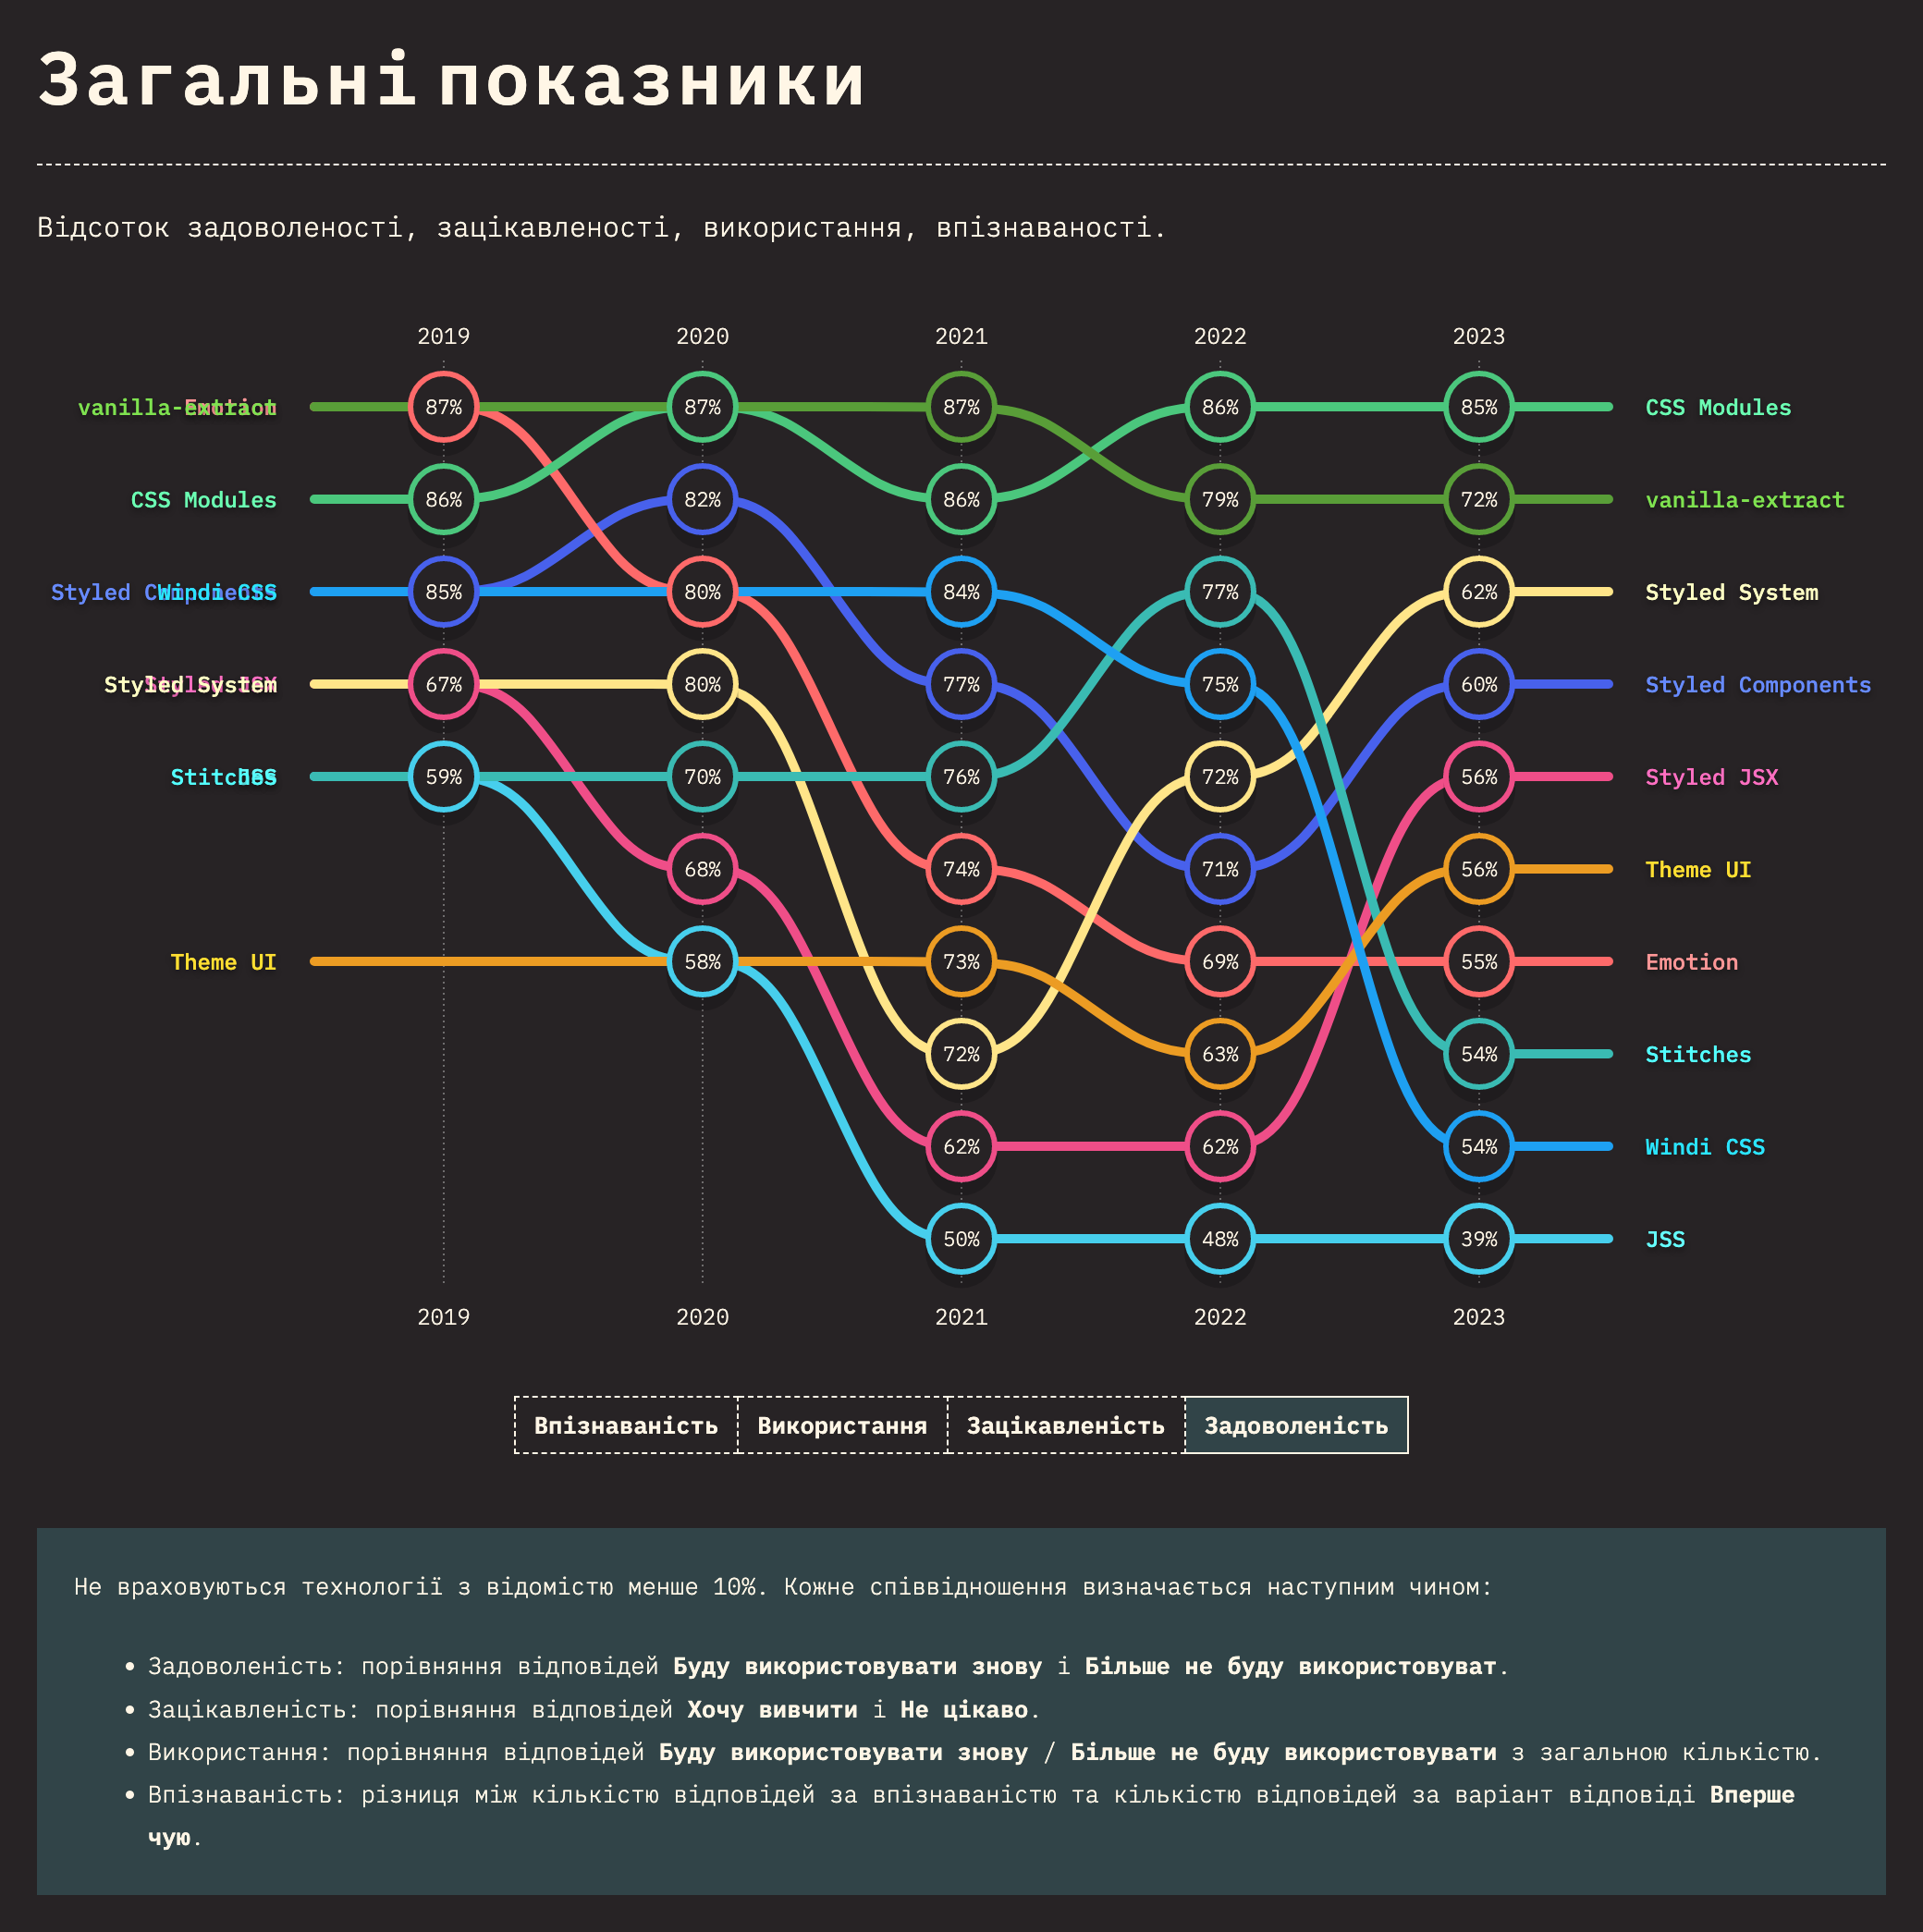 Загальні показники
Відсоток задоволеності, зацікавленості, використання, впізнаваності.
2019 2020 2021 2022 2023
vanilla-extract Emotion 87% 87% 87% 86% 85% CSS Modules
CSS Modules 86% 82% 86% 79% 72% vanilla-extract
Styled Components Windi CSS 85% 80% 84% 77% 62% Styled System
Styled System Styled JSX 67% 80% 77% 75% 60% Styled Components
Stitches JSS 59% 70% 76% 72% 56% Styled JSX
68% 74% 71% 56% Theme UI
Theme UI 58% 73% 69% 55% Emotion
72% 63% 54% Stitches
62% 62% 54% Windi CSS
50% 48% 39% JSS
2019 2020 2021 2022 2023
Впізнаваність Використання Зацікавленість Задоволеність
Не враховуються технології з відомістю менше 10%. Кожне співвідношення визначається наступним чином:
• Задоволеність: порівняння відповідей Буду використовувати знову і Більше не буду використовуват.
• Зацікавленість: порівняння відповідей Хочу вивчити і Не цікаво.
• Використання: порівняння відповідей Буду використовувати знову / Більше не буду використовувати з загальною кількістю.
• Впізнаваність: різниця між кількістю відповідей за впізнаваністю та кількістю відповідей за варіант відповіді Вперше
чую.